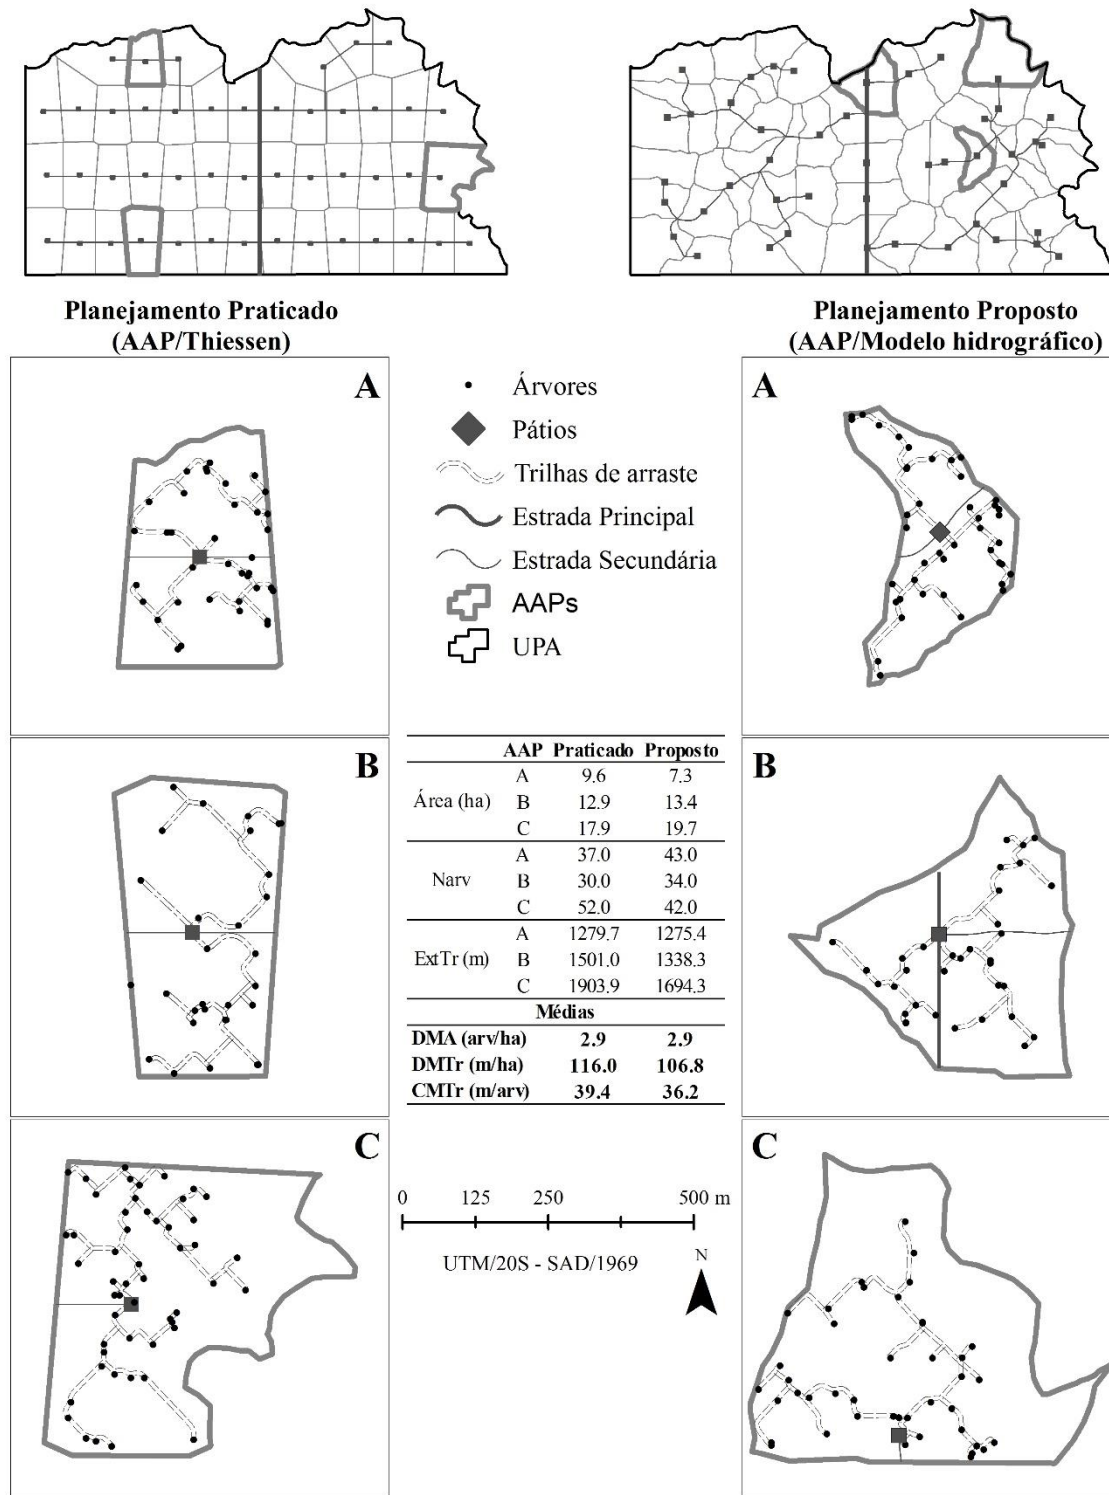 Planejamento Praticado
(AAP/Thiessen)
Planejamento Proposto
(AAP/Modelo hidrográfico)
A
Árvores
Pátios
Trilhas de arraste
Estrada Principal
Estrada Secundária
AAPs
UPA
A
B
AAP Praticado Proposto
Área (ha) A 9.6 7.3
B 12.9 13.4
C 17.9 19.7
Narv A 37.0 43.0
B 30.0 34.0
C 52.0 42.0
ExtTr (m) A 1279.7 1275.4
B 1501.0 1338.3
C 1903.9 1694.3
Médias
DMA (arv/ha) 2.9 2.9
DMTr (m/ha) 116.0 106.8
CMTr (m/arv) 39.4 36.2
B
C
0 125 250 500 m
UTM/20S - SAD/1969
N
C